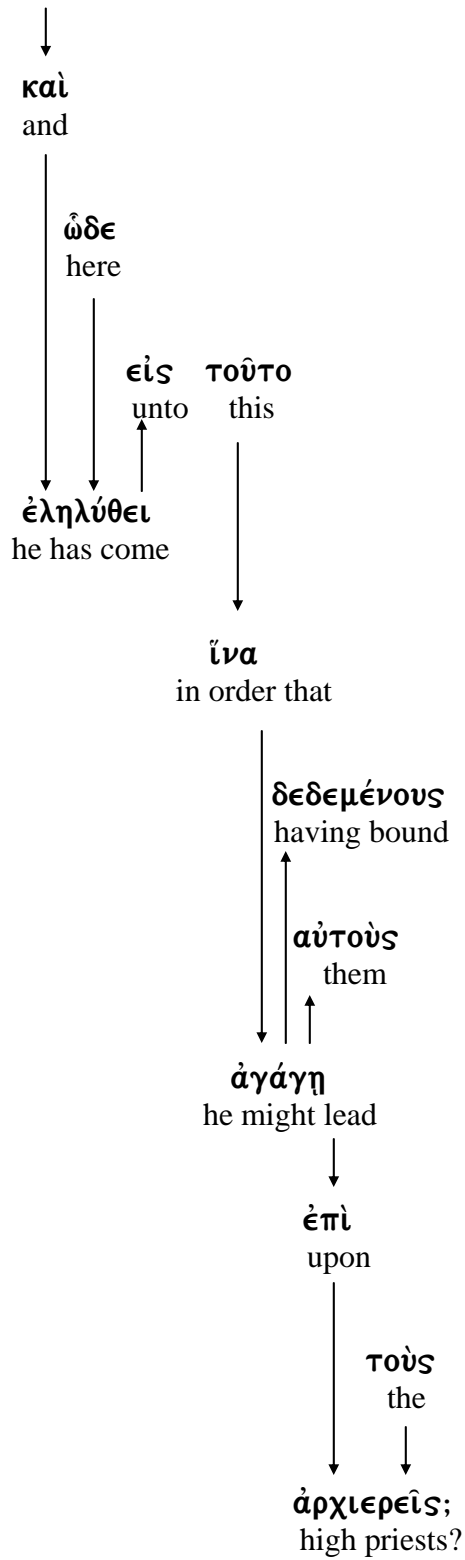 καὶ
and
ὧδε
here
εἰς τοῦτο
unto this
ἐληλύθει
he has come
ἵνα
in order that
δεδεμένους
having bound
αὐτοὺς
them
ἀγάγῃ
he might lead
ἐπὶ
upon
τοὺς
the
ἀρχιερεῖς;
high priests?